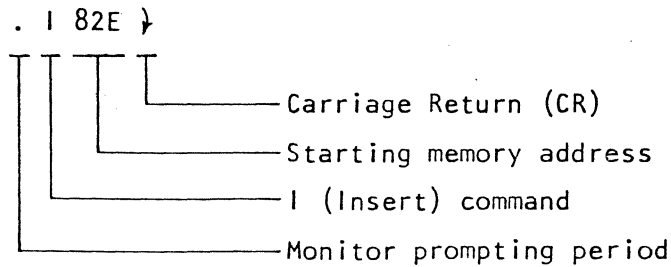 . I 82E
Carriage Return (CR)
Starting memory address
I (Insert) command
Monitor prompting period